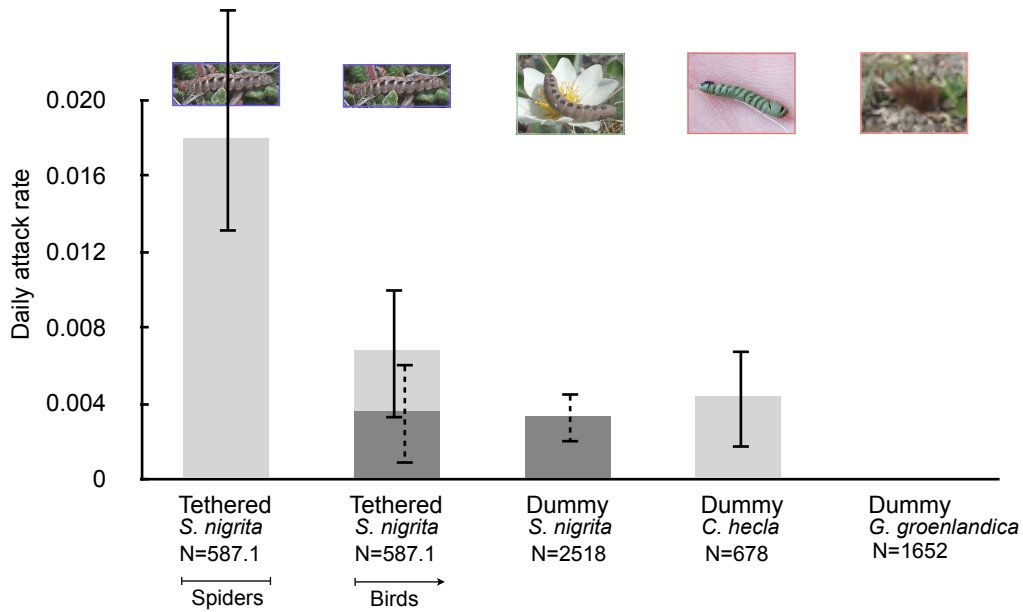 Daily attack rate
0.020
0.016
0.012
0.008
0.004
0
Tethered
S. nigrita
N=587.1
Spiders
Tethered
S. nigrita
N=587.1
Birds
Dummy
S. nigrita
N=2518
Dummy
C. hecla
N=678
Dummy
G. groenlandica
N=1652